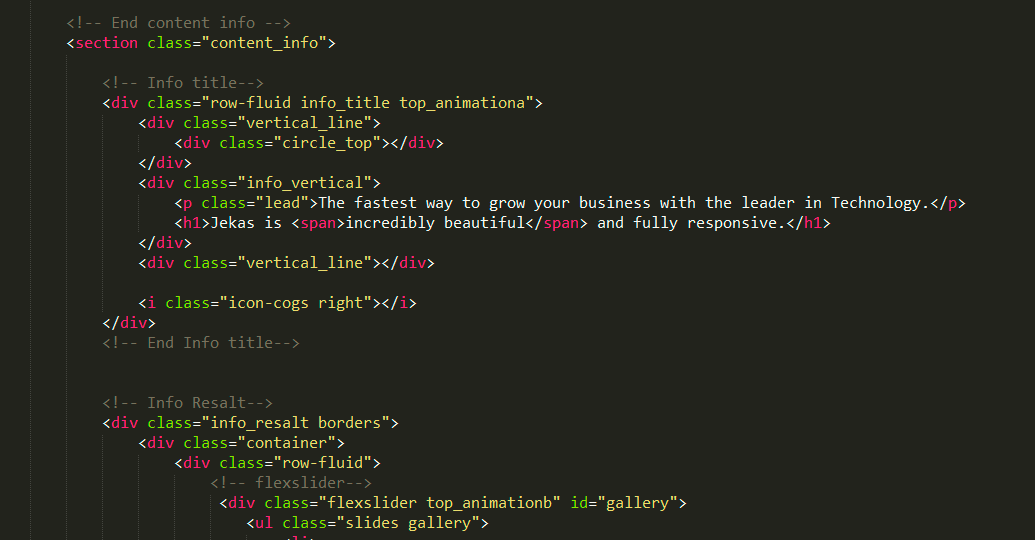 <!-- End content info -->
<section class="content_info">
<!-- Info title-->
<div class="row-fluid info_title top_animationa">
<div class="vertical_line">
<div class="circle_top"></div>
</div>
<div class="info_vertical">
<p class="lead">The fastest way to grow your business with the leader in Technology.</p>
<h1>Jekas is <span>incredibly beautiful</span> and fully responsive.</h1>
</div>
<div class="vertical_line"></div>
<i class="icon-cogs right"></i>
</div>
<!-- End Info title-->
<!-- Info Resalt-->
<div class="info_resalt borders">
<div class="container">
<div class="row-fluid">
<!-- flexslider-->
<div class="flexslider top_animationb" id="gallery">
<ul class="slides gallery">